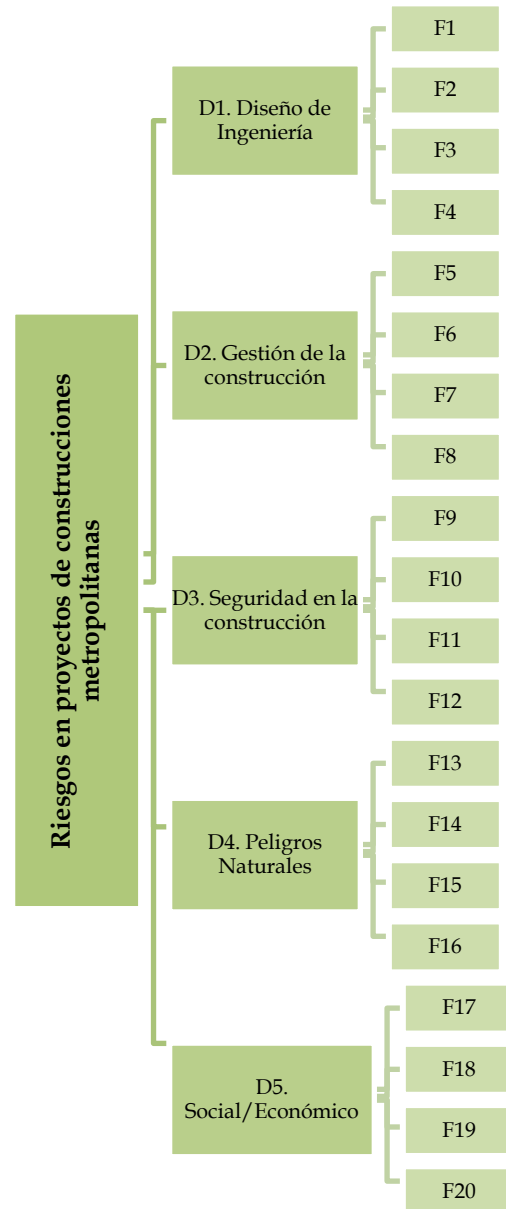 Riesgos en proyectos de construcciones
metropolitanas
D1. Diseño de
Ingeniería
F1
F2
F3
F4
D2. Gestión de la
construcción
F5
F6
F7
F8
D3. Seguridad en la
construcción
F9
F10
F11
F12
D4. Peligros
Naturales
F13
F14
F15
F16
D5.
Social/Económico
F17
F18
F19
F20